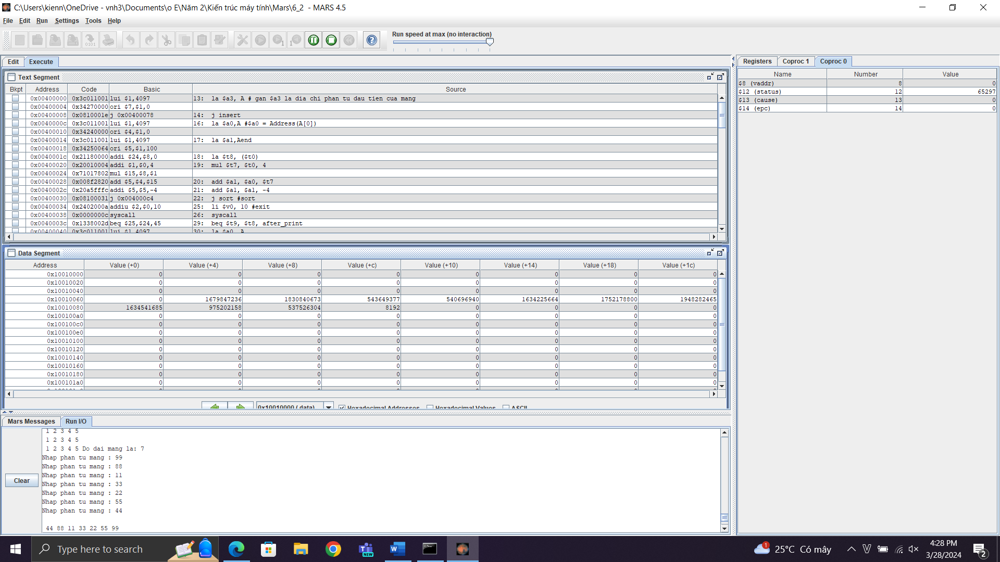 C:\Users\kienn\OneDrive - vnh3\Documents\o E\Năm 2\Kiến trúc máy tính\Mars\6_2 - MARS 4.5
File Edit Run Settings Tools Help
Run speed at max (no interaction)
Edit Execute
Text Segment
Bkpt Address Code Basic Source
0x00400000 0x3c011001 lui $1,4097 13: la $a3, A # gan $a3 la dia chi phan tu dau tien cua mang
0x00400004 0x34270000 ori $7,$1,0
0x00400008 0x0810001e j 0x00400078 14: j insert
0x0040000c 0x3c011001 lui $1,4097 16: la $a0,A #$a0 = Address(A[0])
0x00400010 0x34240000 ori $4,$1,0
0x00400014 0x3c011001 lui $1,4097 17: la $a1,Aend
0x00400018 0x34250064 ori $5,$1,100
0x0040001c 0x21180000 addi $24,$8,0 18: la $t8, ($t0)
0x00400020 0x20010004 addi $1,$0,4 19: mul $t7, $t0, 4
0x00400024 0x71017802 mul $15,$8,$1
0x00400028 0x008f2820 add $5,$4,$15 20: add $a1, $a0, $t7
0x0040002c 0x20a5fffc addi $5,$5,-4 21: add $a1, $a1, -4
0x00400030 0x08100031 j 0x004000c4 22: j sort #sort
0x00400034 0x2402000a addiu $2,$0,10 25: li $v0, 10 #exit
0x00400038 0x0000000c syscall 26: syscall
0x0040003c 0x1338002d beq $25,$24,45 29: beq $t9, $t8, after_print
0x00400040 0x3c011001 lui $1,4097 30: la $a0, A
Data Segment
Address Value (+0) Value (+4) Value (+8) Value (+c) Value (+10) Value (+14) Value (+18) Value (+1c)
0x10010000 0 0 0 0 0 0 0 0
0x10010020 0 0 0 0 0 0 0 0
0x10010040 0 0 0 0 0 0 0 0
0x10010060 0 1679847236 1830840673 543649377 540696940 1634225664 1752178800 1948282465
0x10010080 1634541685 975202158 537526304 8192 0 0 0 0
0x100100a0 0 0 0 0 0 0 0 0
0x100100c0 0 0 0 0 0 0 0 0
0x100100e0 0 0 0 0 0 0 0 0
0x10010100 0 0 0 0 0 0 0 0
0x10010120 0 0 0 0 0 0 0 0
0x10010140 0 0 0 0 0 0 0 0
0x10010160 0 0 0 0 0 0 0 0
0x10010180 0 0 0 0 0 0 0 0
0x100101a0 0 0 0 0 0 0 0 0
0x10010000 (.data) Hexadecimal Addresses Hexadecimal Values ASCII
Mars Messages Run I/O
Clear
1 2 3 4 5
1 2 3 4 5
1 2 3 4 5 Do dai mang la: 7
Nhap phan tu mang : 99
Nhap phan tu mang : 88
Nhap phan tu mang : 11
Nhap phan tu mang : 33
Nhap phan tu mang : 22
Nhap phan tu mang : 55
Nhap phan tu mang : 44
44 88 11 33 22 55 99
Registers Coproc 1 Coproc 0
Name Number Value
$8 (vaddr) 8 0
$12 (status) 12 65297
$13 (cause) 13 0
$14 (epc) 14 0
Type here to search
NEW
1
25°C Có mây
4:28 PM
3/28/2024
2